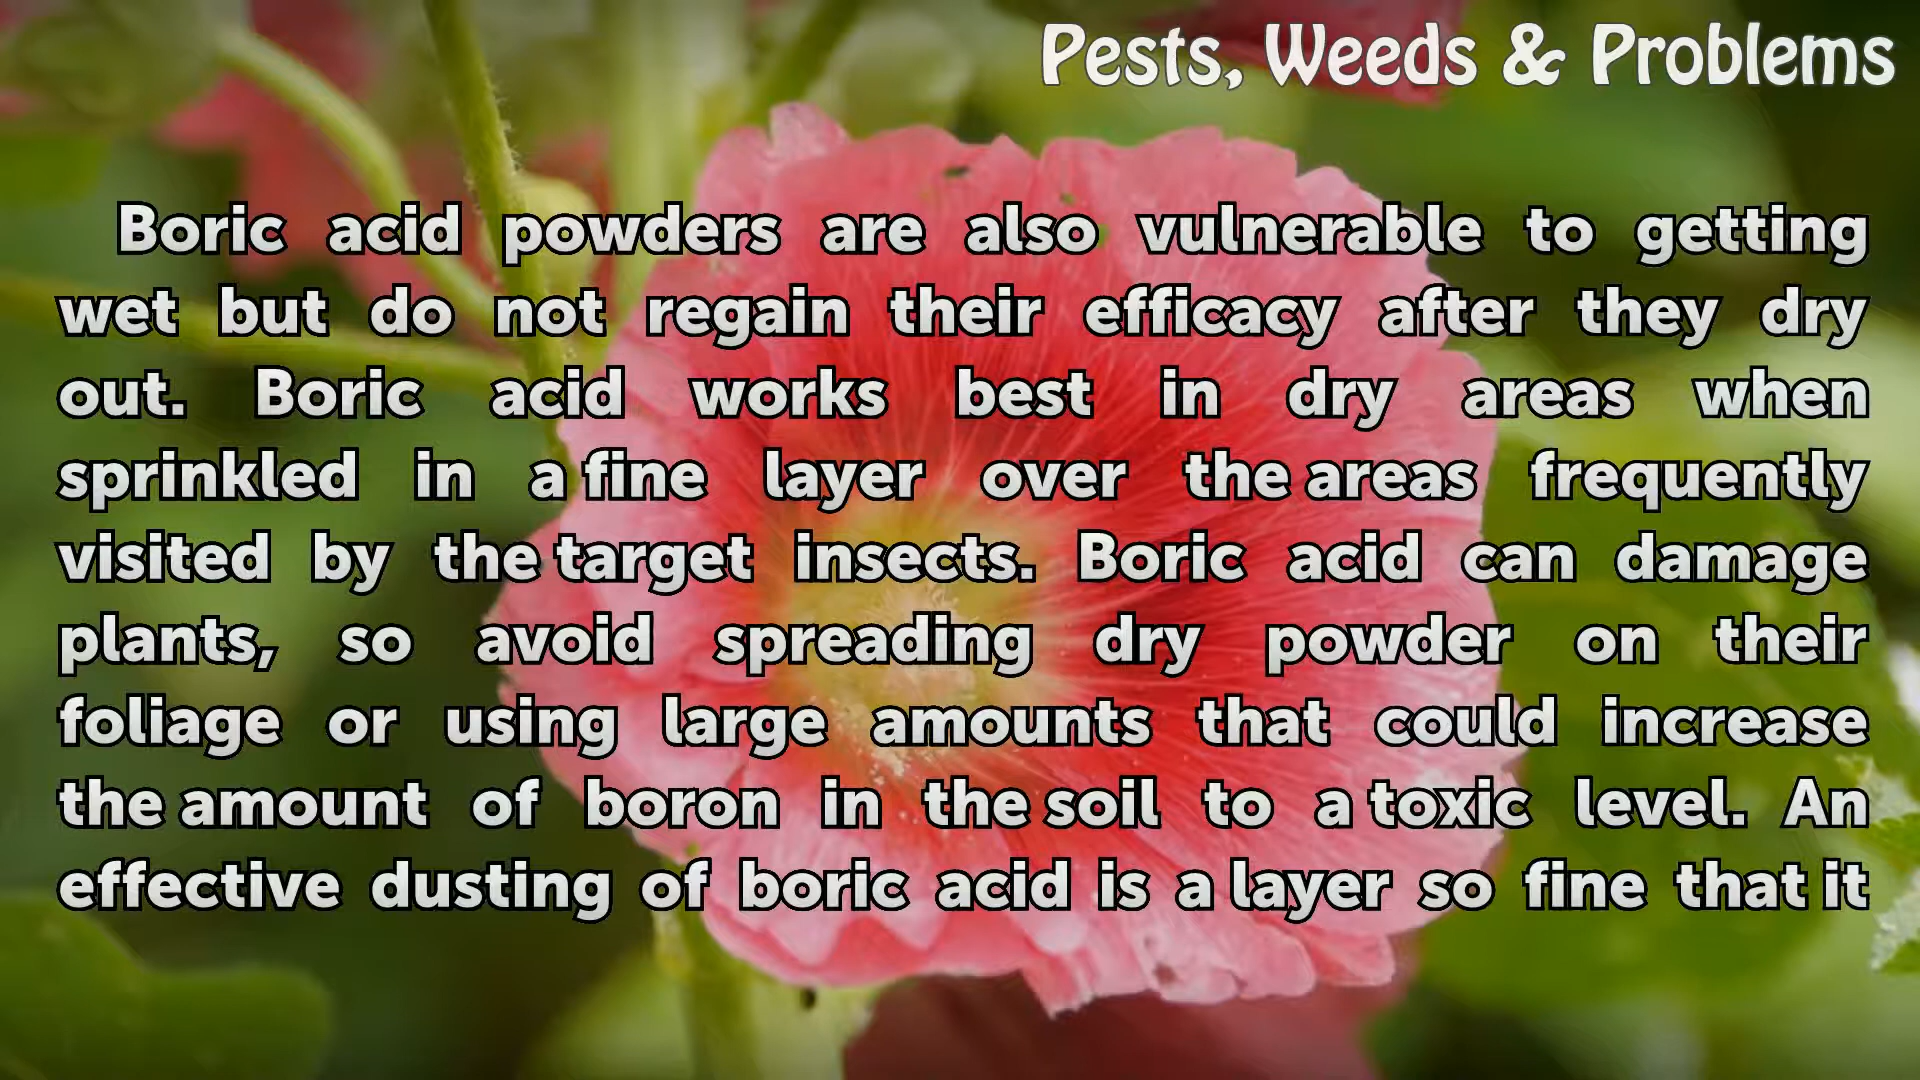 Pests, Weeds & Problems
Boric acid powders are also vulnerable to getting
wet but do not regain their efficacy after they dry
out. Boric acid works best in dry areas when
sprinkled in a fine layer over the areas frequently
visited by the target insects. Boric acid can damage
plants, so avoid spreading dry powder on their
foliage or using large amounts that could increase
the amount of boron in the soil to a toxic level. An
effective dusting of boric acid is a layer so fine that it